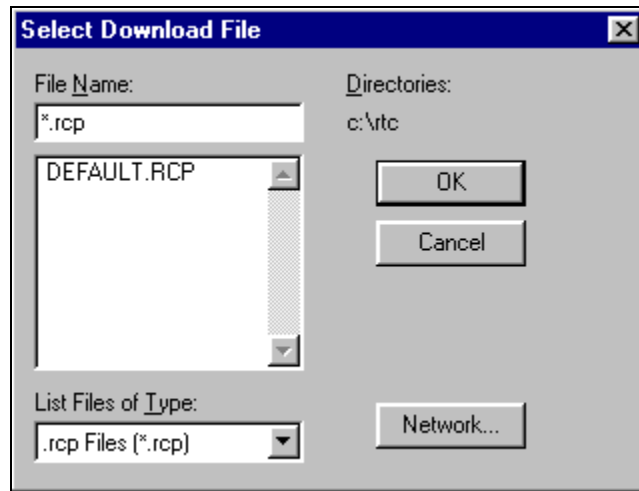 Select Download File
File Name:
*.rcp
DEFAULT.RCP
List Files of Type:
.rcp Files (*.rcp)
Directories:
c:\rtc
OK
Cancel
Network...